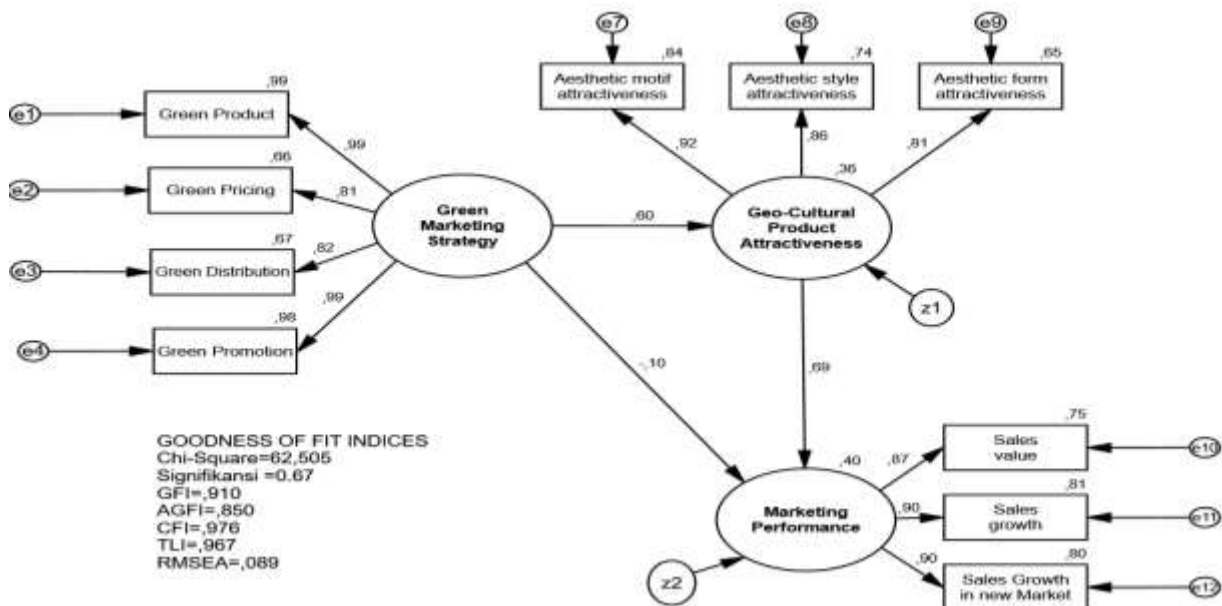 e7
e8
e9
,84
,74
,65
Aesthetic motif
attractiveness
Aesthetic style
attractiveness
Aesthetic form
attractiveness
,99
e1
Green Product
,99
,92
,86
,81
,66
e2
Green Pricing
,81
,36
Green
Marketing
Strategy
,60
Geo-Cultural
Product
Attractiveness
,67
e3
Green Distribution
,82
,99
z1
,98
e4
Green Promotion
-,10
,69
GOODNESS OF FIT INDICES
Chi-Square=62,505
Signifikansi =0.67
GFI=,910
AGFI=,850
CFI=,976
TLI=,967
RMSEA=,089
,75
Sales
value
e10
,40
,87
,81
Marketing
Performance
,90
Sales
growth
e11
,90
,80
z2
Sales Growth
in new Market
e12